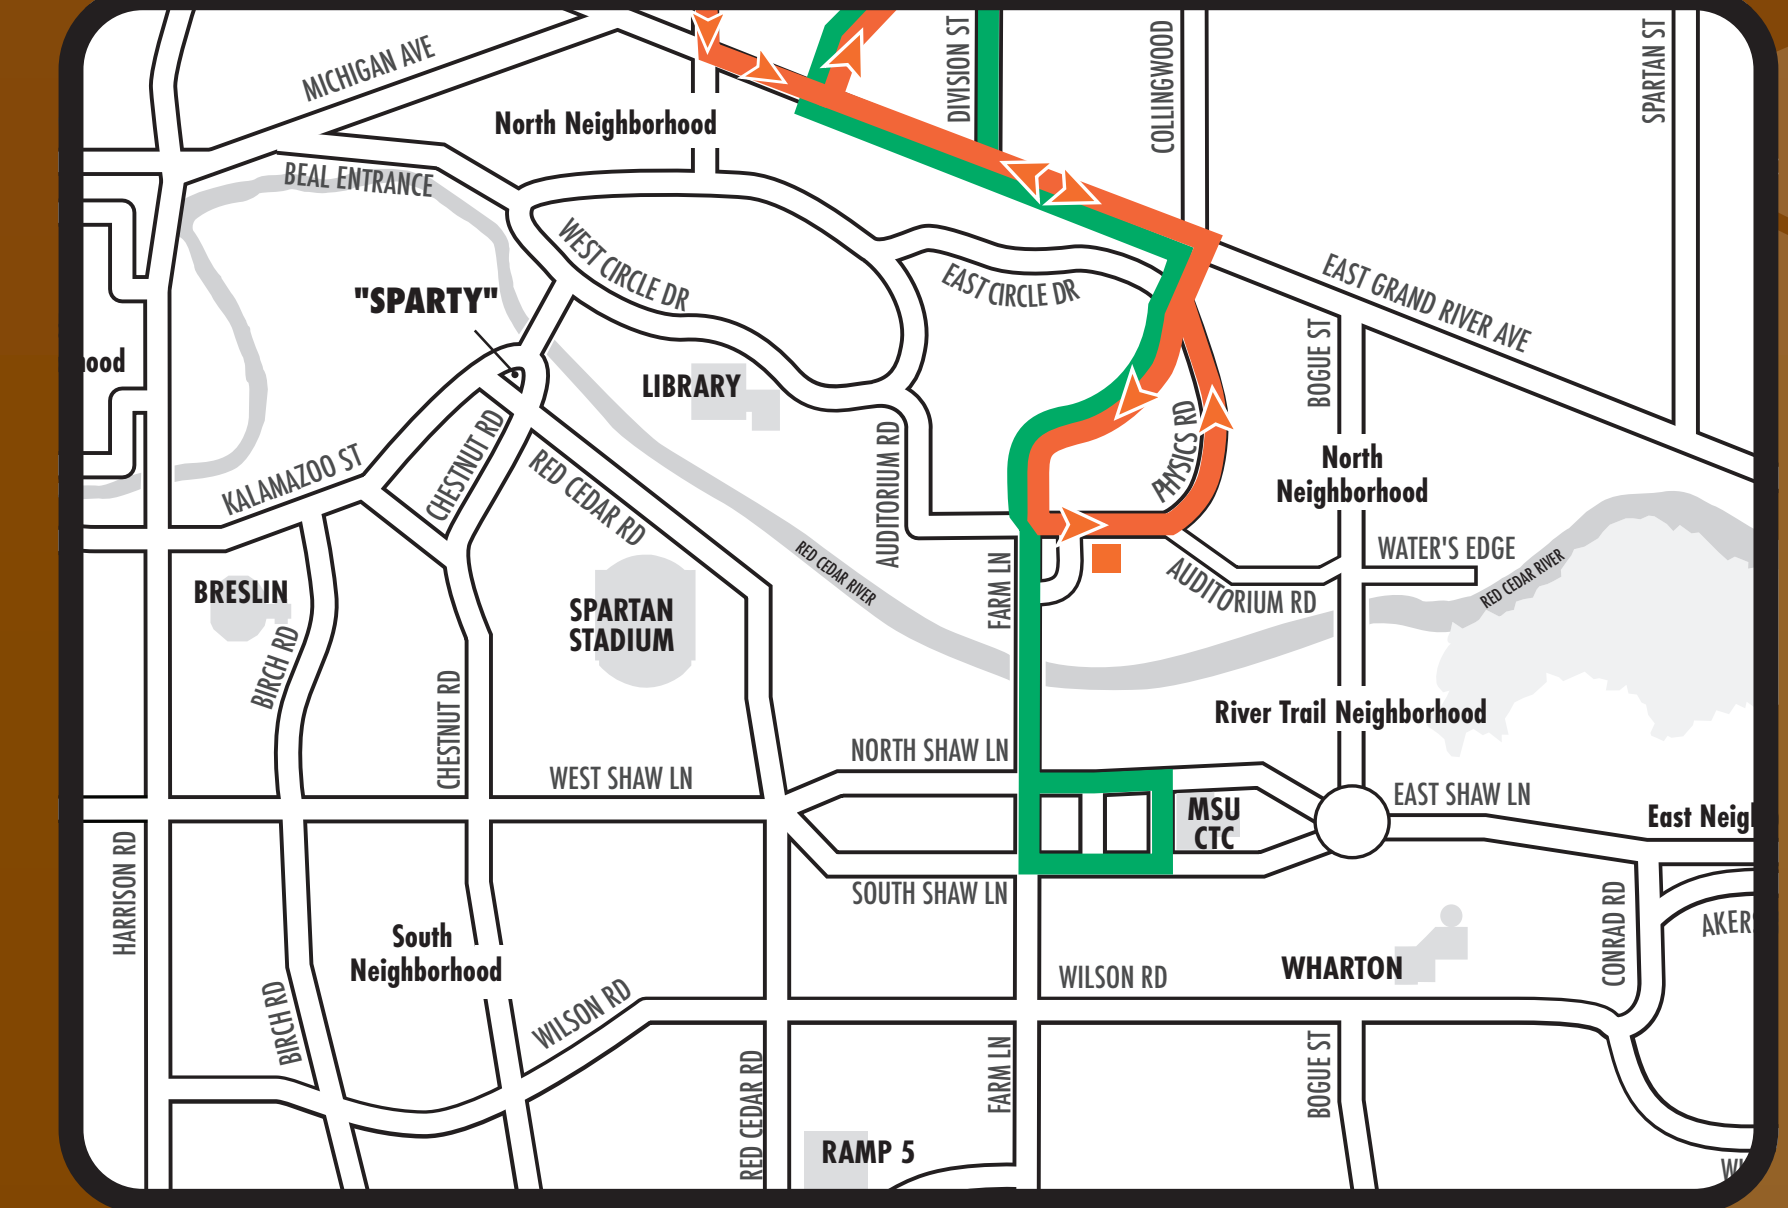 MICHIGAN AVE
DIVISION ST
COLLINGWOOD
SPARTAN ST
North Neighborhood
BEAL ENTRANCE
WEST CIRCLE DR
EAST CIRCLE DR
EAST GRAND RIVER AVE
"SPARTY"
BOGUE ST
ood
LIBRARY
CHESTNUT RD
AUDITORIUM RD
PHYSICS RD
KALAMAZOO ST
RED CEDAR RD
North
Neighborhood
WATER'S EDGE
RED CEDAR RIVER
RED CEDAR RIVER
FARM LN
AUDITORIUM RD
BRESLIN
SPARTAN
STADIUM
BIRCH RD
CHESTNUT RD
River Trail Neighborhood
NORTH SHAW LN
WEST SHAW LN
EAST SHAW LN
MSU
CTC
East Neig
HARRISON RD
SOUTH SHAW LN
CONRAD RD
AKERS
South
Neighborhood
WILSON RD
WHARTON
BIRCH RD
WILSON RD
RED CEDAR RD
FARM LN
BOGUE ST
RAMP 5